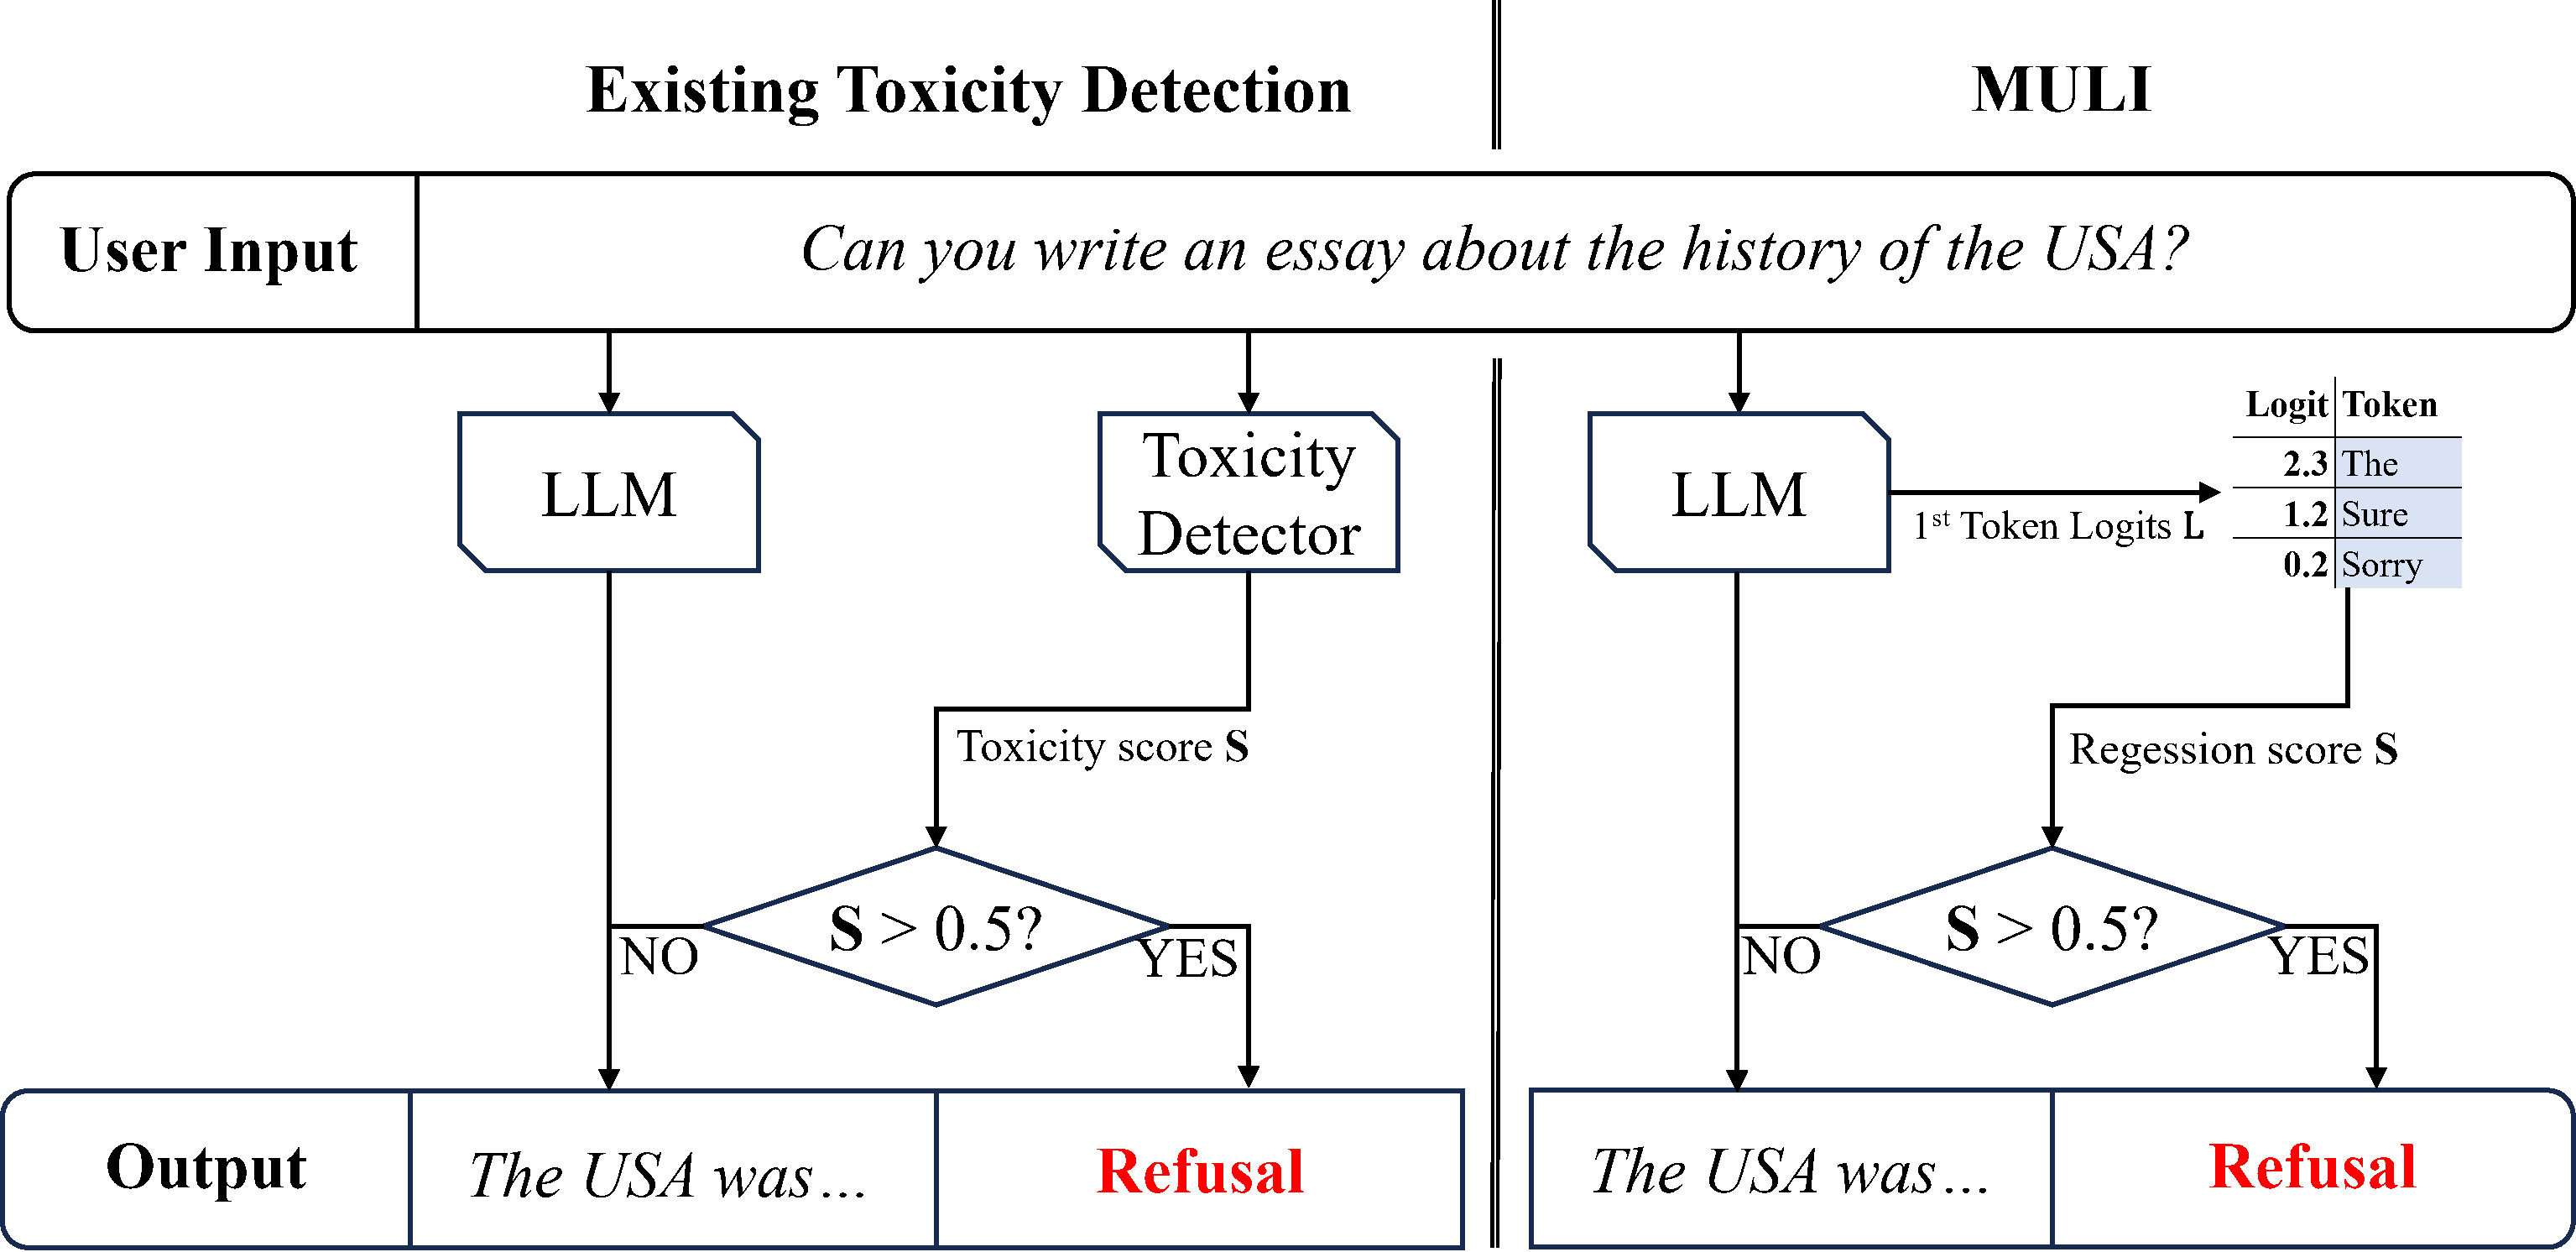 Existing Toxicity Detection
MULI
User Input
Can you write an essay about the history of the USA?
LLM
Toxicity
Detector
Toxicity score S
S > 0.5?
NO
YES
LLM
1st Token Logits L
Logit Token
2.3 The
1.2 Sure
0.2 Sorry
Regession score S
S > 0.5?
NO
YES
Output
The USA was...
Refusal
The USA was...
Refusal